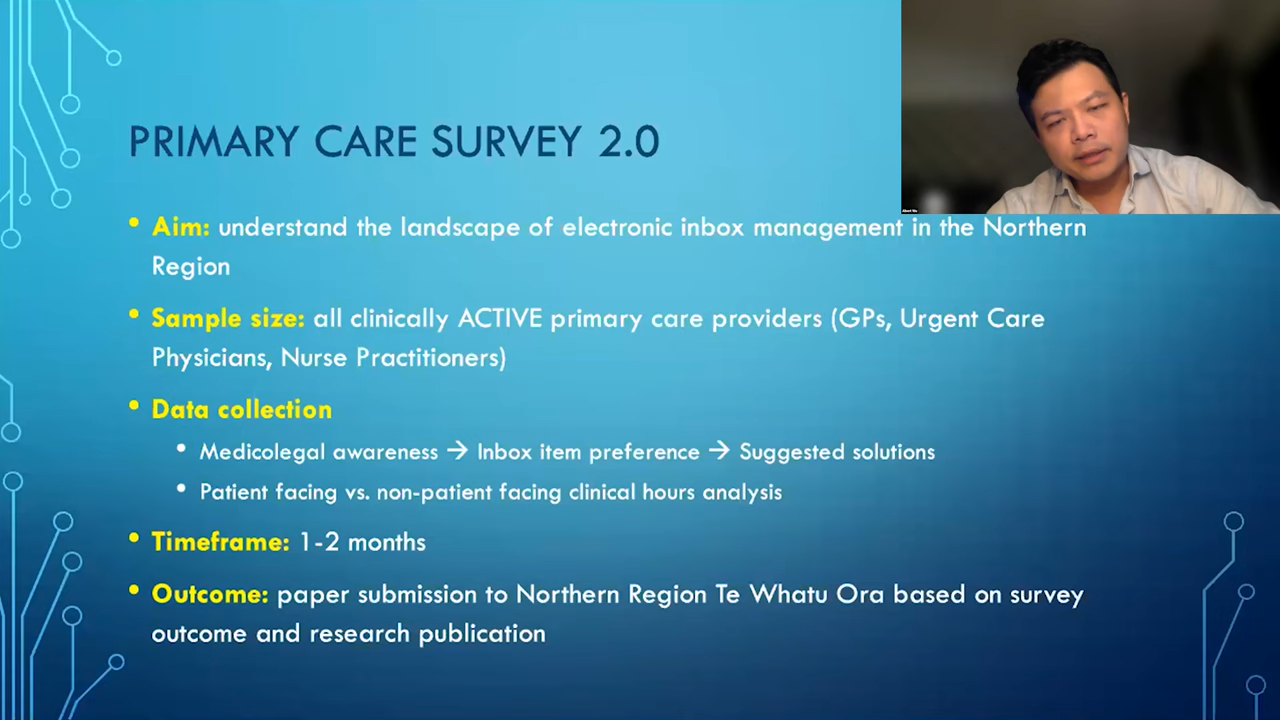 PRIMARY CARE SURVEY 2.0
• Aim: understand the landscape of electronic inbox management in the Northern
Region
• Sample size: all clinically ACTIVE primary care providers (GPs, Urgent Care
Physicians, Nurse Practitioners)
• Data collection
• Medicolegal awareness → Inbox item preference → Suggested solutions
• Patient facing vs. non-patient facing clinical hours analysis
• Timeframe: 1-2 months
• Outcome: paper submission to Northern Region Te Whatu Ora based on survey
outcome and research publication